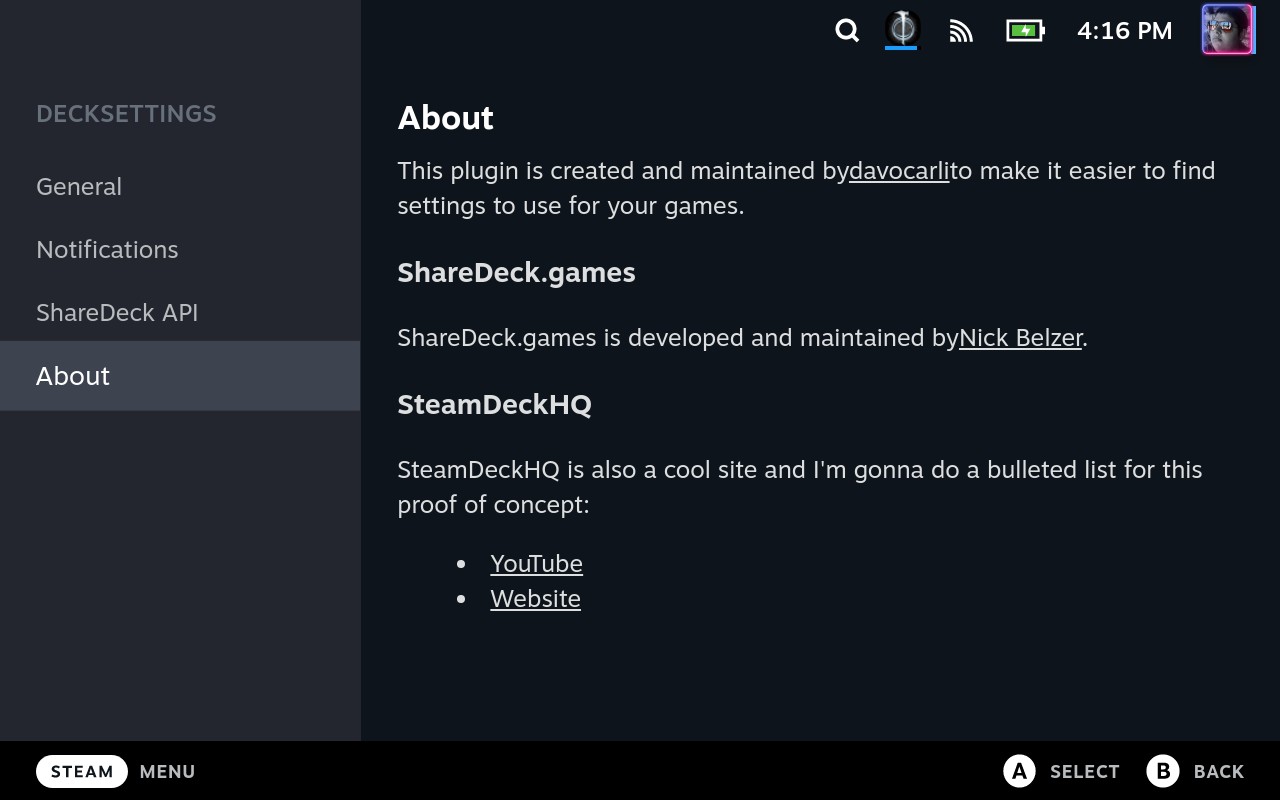 4:16 PM
DECKSETTINGS
General
Notifications
ShareDeck API
About
About
This plugin is created and maintained bydavocarlito make it easier to find
settings to use for your games.
ShareDeck.games
ShareDeck.games is developed and maintained byNick Belzer.
SteamDeckHQ
SteamDeckHQ is also a cool site and I'm gonna do a bulleted list for this
proof of concept:
• YouTube
• Website
STEAM MENU
A SELECT B BACK